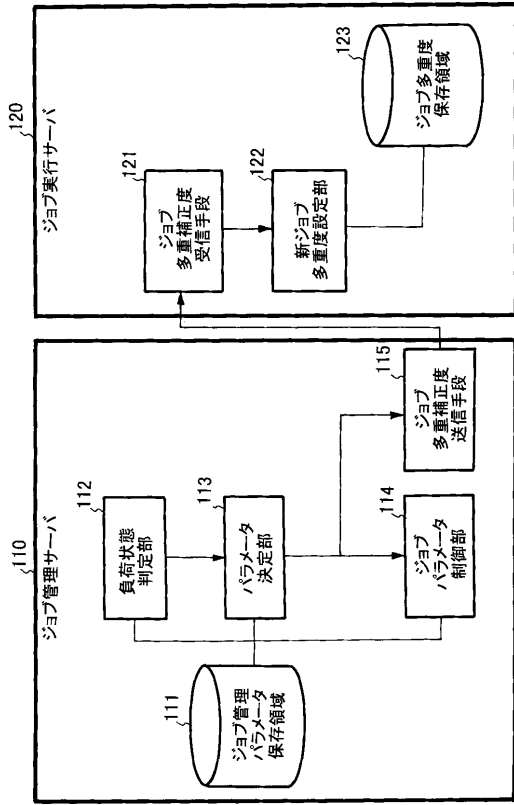 110
ジョブ管理サーバ
111
ジョブ管理
パラメータ
保存領域
112
負荷状態
判定部
113
パラメータ
決定部
114
ジョブ
パラメータ
制御部
115
ジョブ
多重補正度
送信手段
120
ジョブ実行サーバ
121
ジョブ
多重補正度
受信手段
122
新ジョブ
多重度設定部
123
ジョブ多重度
保存領域